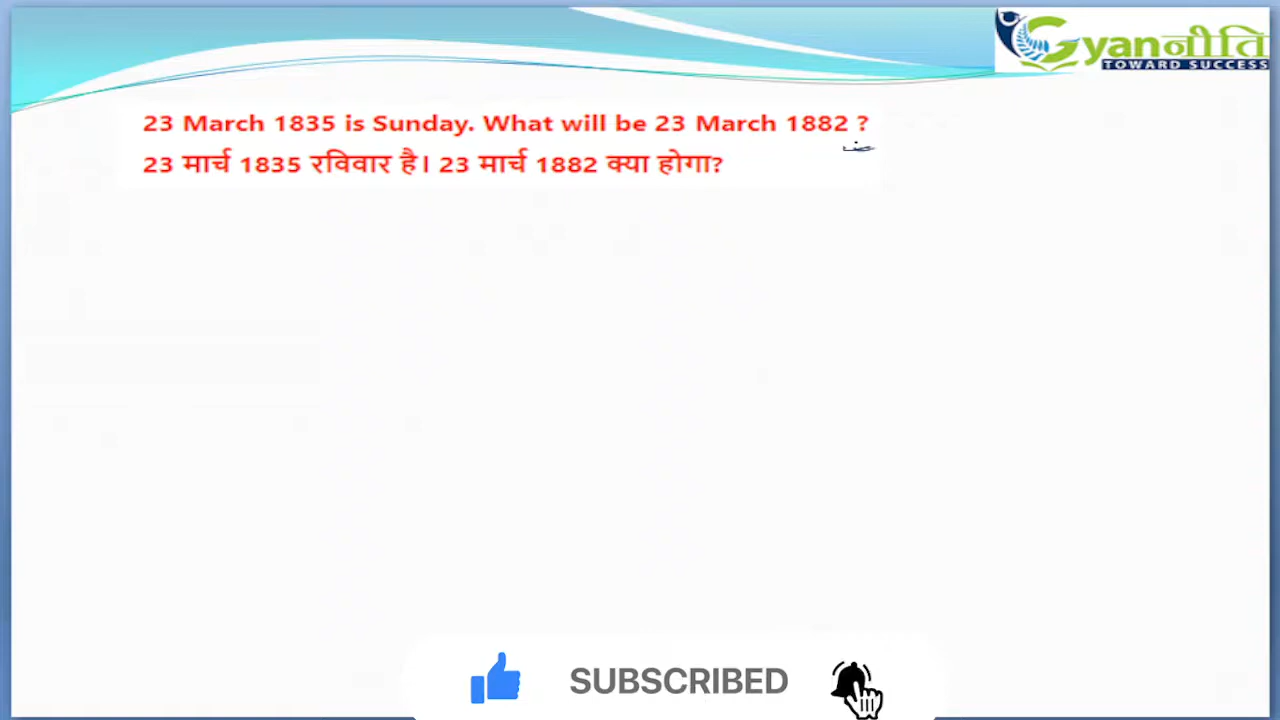 Gyanनीति
TOWARD SUCCESS
23 March 1835 is Sunday. What will be 23 March 1882 ?
23 मार्च 1835 रविवार है। 23 मार्च 1882 क्या होगा?
SUBSCRIBED